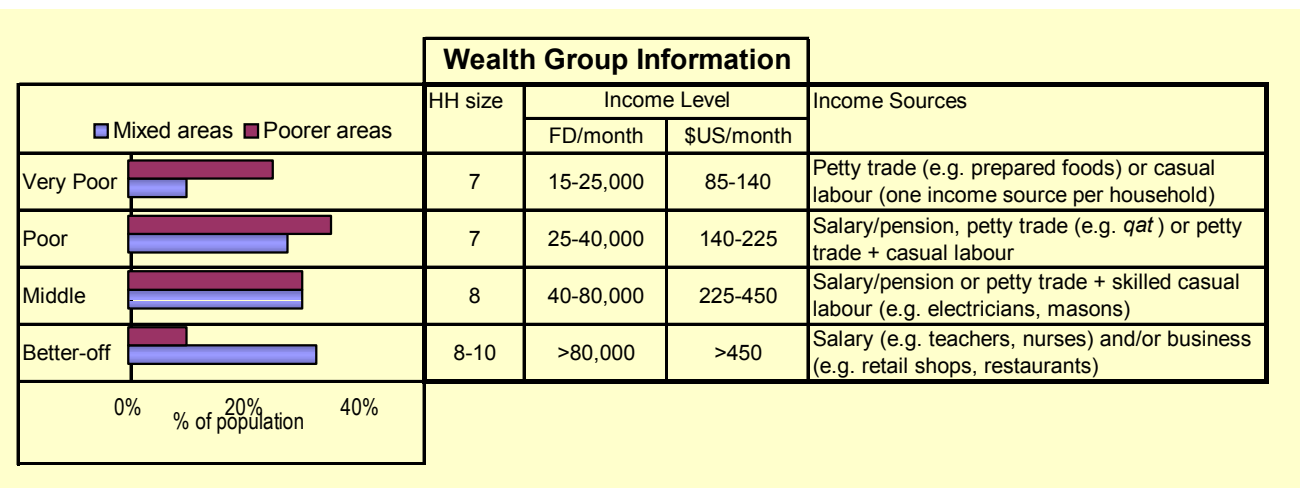 Wealth Group Information
HH size
Income Level
Income Sources
Mixed areas Poorer areas
FD/month
$US/month
Very Poor
7
15-25,000
85-140
Petty trade (e.g. prepared foods) or casual
labour (one income source per household)
Poor
7
25-40,000
140-225
Salary/pension, petty trade (e.g. qat ) or petty
trade + casual labour
Middle
8
40-80,000
225-450
Salary/pension or petty trade + skilled casual
labour (e.g. electricians, masons)
Better-off
8-10
>80,000
>450
Salary (e.g. teachers, nurses) and/or business
(e.g. retail shops, restaurants)
0% 20% 40%
% of population